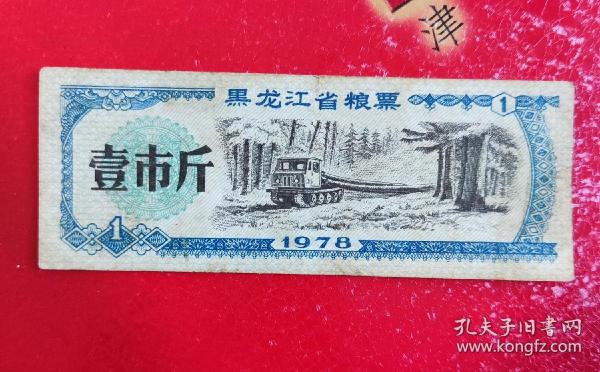 津
黑龙江省粮票
1
壹市斤
1
1978
孔夫子旧书网
www.kongfz.com